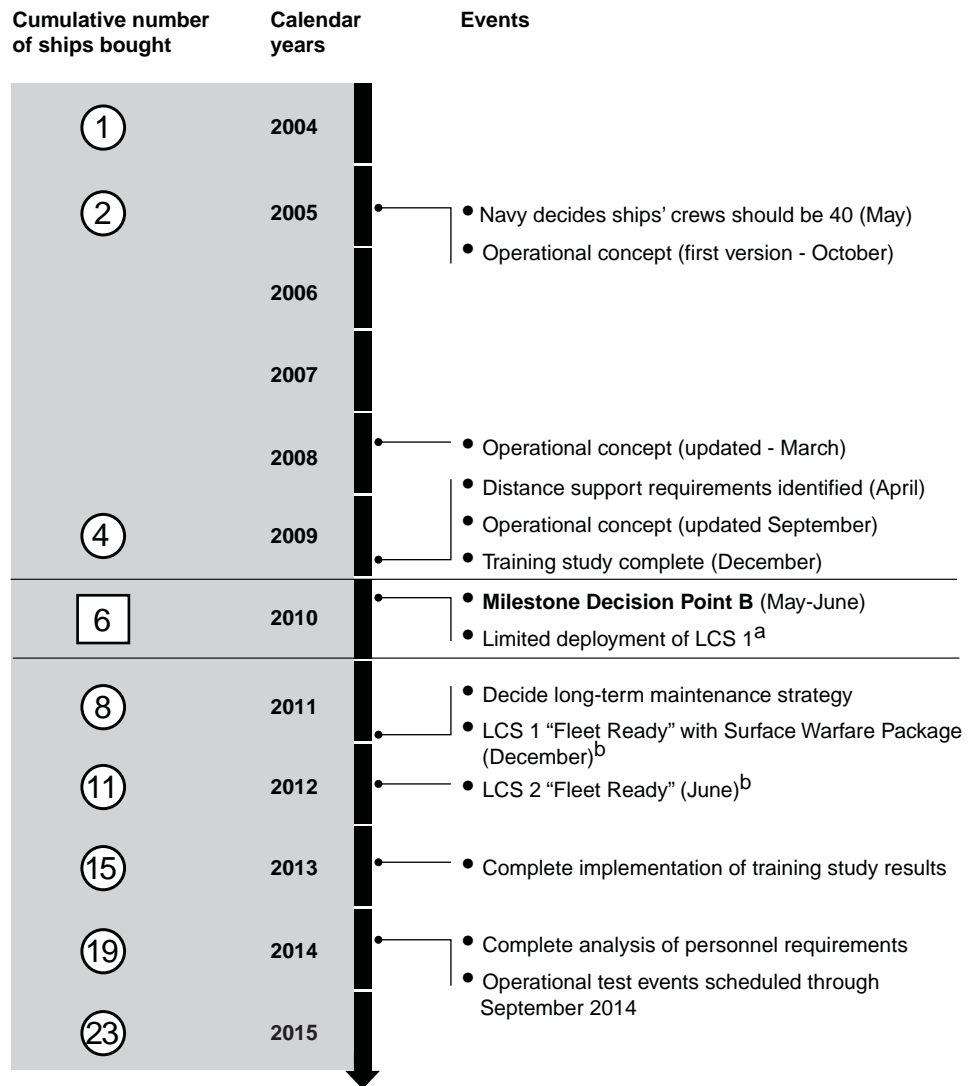 Cumulative number of ships bought
Calendar years
Events
1 2004
2 2005
• Navy decides ships’ crews should be 40 (May)
• Operational concept (first version - October)
2006
2007
2008
• Operational concept (updated - March)
• Distance support requirements identified (April)
4 2009
• Operational concept (updated September)
• Training study complete (December)
6 2010
• Milestone Decision Point B (May-June)
• Limited deployment of LCS 1a
8 2011
• Decide long-term maintenance strategy
• LCS 1 “Fleet Ready” with Surface Warfare Package
(December)b
11 2012
• LCS 2 “Fleet Ready” (June)b
15 2013
• Complete implementation of training study results
19 2014
• Complete analysis of personnel requirements
• Operational test events scheduled through
September 2014
23 2015